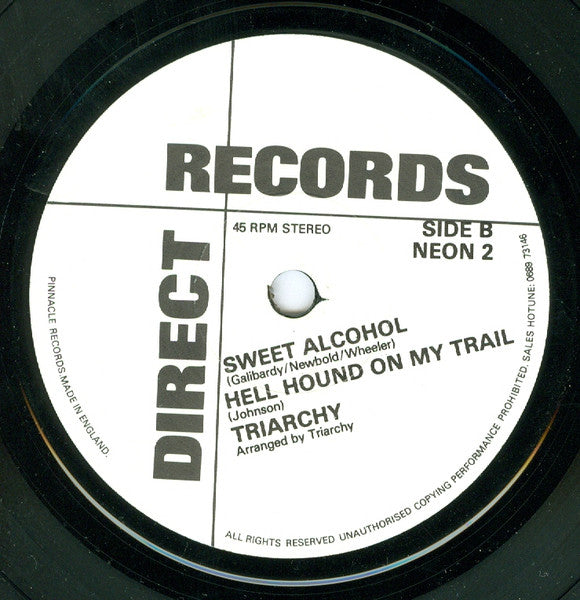 DIRECT
RECORDS
45 RPM STEREO
SIDE B
NEON 2
SWEET ALCOHOL
(Galibardy/Newbold/Wheeler)
HELL HOUND ON MY TRAIL
(Johnson)
TRIARCHY
Arranged by Triarchy
PINNACLE RECORDS MADE IN ENGLAND.
ALL RIGHTS RESERVED UNAUTHORISED COPYING PERFORMANCE PROHIBITED, SALES HOTLINE: 0689 73146